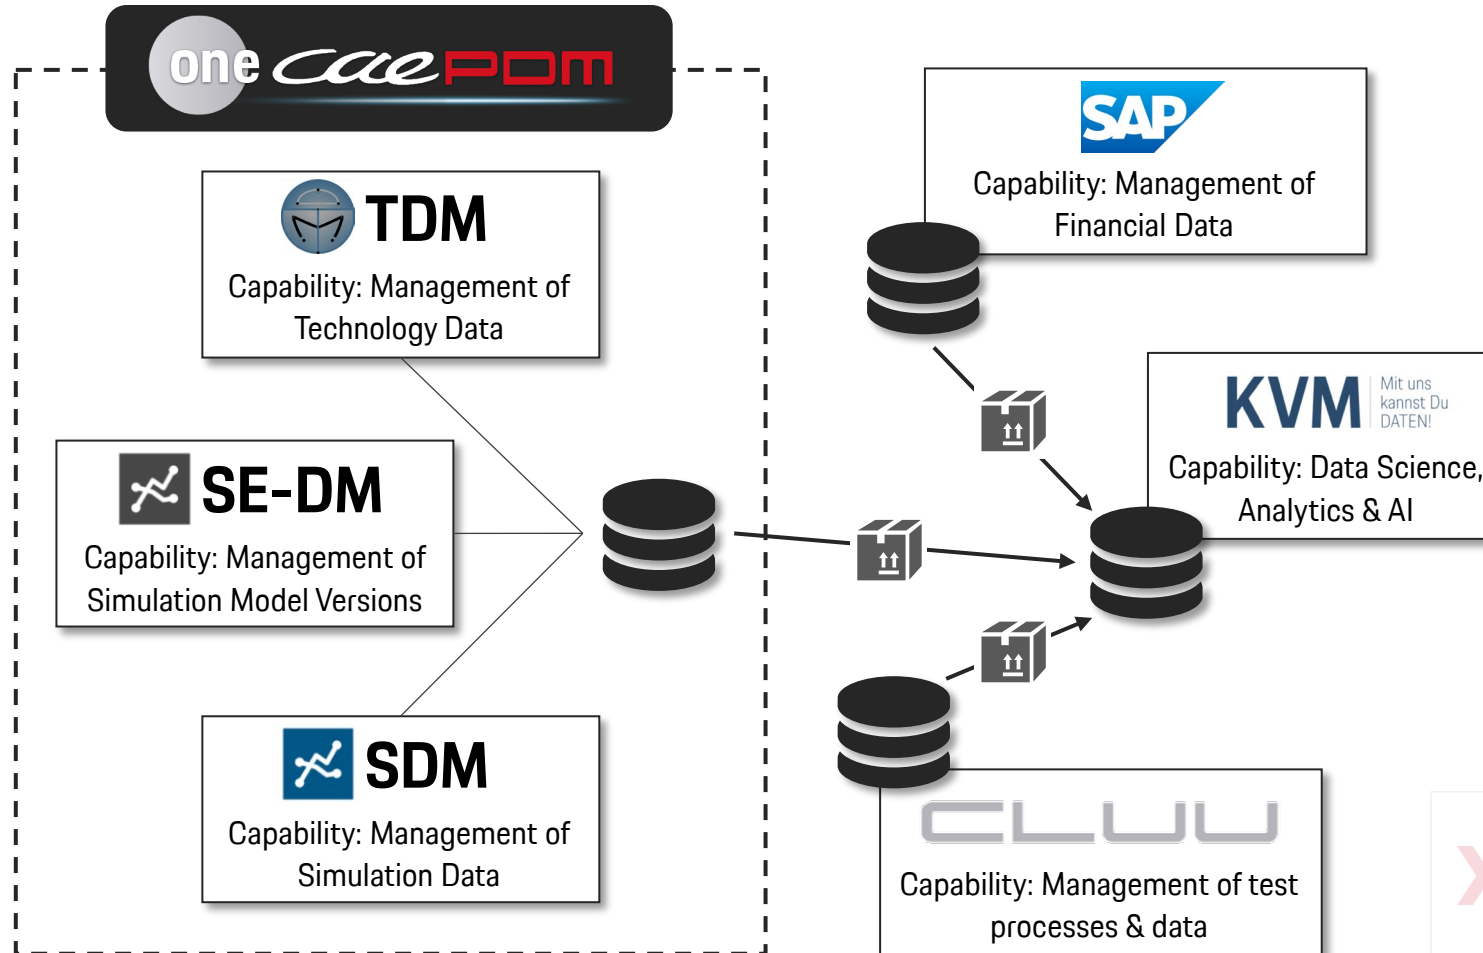 one cae PDM
TDM
Capability: Management of
Technology Data
SE-DM
Capability: Management of
Simulation Model Versions
SDM
Capability: Management of
Simulation Data
SAP
Capability: Management of
Financial Data
KVM
Mit uns
kannst Du
DATEN!
Capability: Data Science,
Analytics & AI
CLUU
Capability: Management of test
processes & data